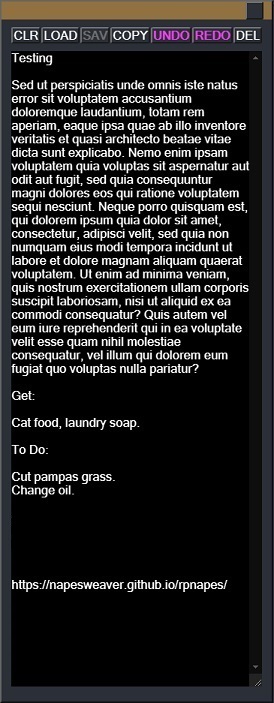 CLR LOAD SAV COPY UNDO REDO DEL
Testing
Sed ut perspiciatis unde omnis iste natus
error sit voluptatem accusantium
doloremque laudantium, totam rem
aperiam, eaque ipsa quae ab illo inventore
veritatis et quasi architecto beatae vitae
dicta sunt explicabo. Nemo enim ipsam
voluptatem quia voluptas sit aspernatur aut
odit aut fugit, sed quia consequuntur
magni dolores eos qui ratione voluptatem
sequi nesciunt. Neque porro quisquam est,
qui dolorem ipsum quia dolor sit amet,
consectetur, adipisci velit, sed quia non
numquam eius modi tempora incidunt ut
labore et dolore magnam aliquam quaerat
voluptatem. Ut enim ad minima veniam,
quis nostrum exercitationem ullam corporis
suscipit laboriosam, nisi ut aliquid ex ea
commodi consequatur? Quis autem vel
eum iure reprehenderit qui in ea voluptate
velit esse quam nihil molestiae
consequatur, vel illum qui dolorem eum
fugiat quo voluptas nulla pariatur?
Get:
Cat food, laundry soap.
To Do:
Cut pampas grass.
Change oil.
https://napesweaver.github.io/rpnapes/